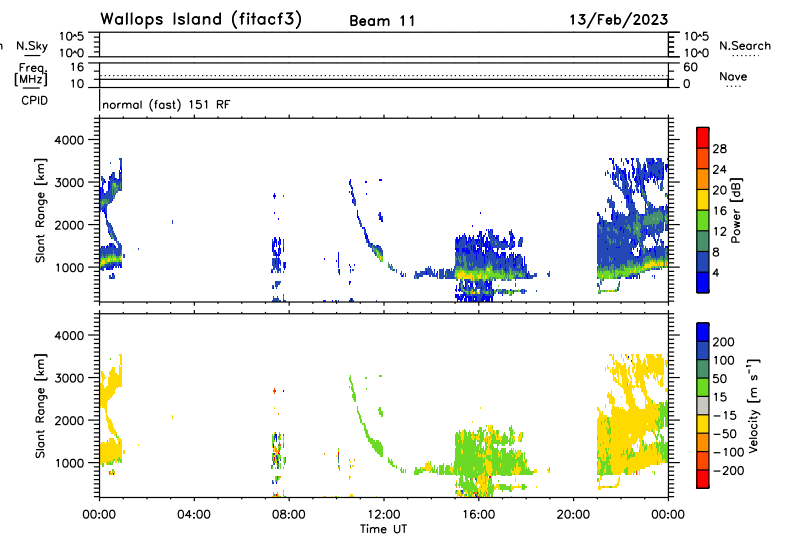 Wallops Island (fitacf3) Beam 11 13/Feb/2023
n N.Sky 10^5 10^0 10^5 10^0 N.Search
Freq. [MHz] 16 10 60 0 Nave
CPID normal (fast) 151 RF
Slant Range [km]
4000
3000
2000
1000
28
24
20
16
12
8
4
Power [dB]
Slant Range [km]
4000
3000
2000
1000
200
100
50
15
-15
-50
-100
-200
Velocity [m s⁻¹]
00:00 04:00 08:00 12:00 16:00 20:00 00:00
Time UT